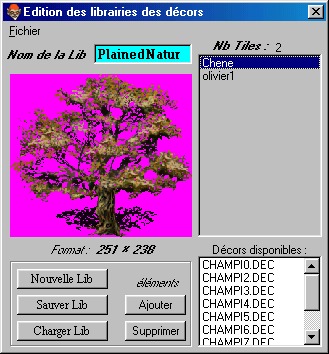 Edition des librairies des décors
Fichier
Nom de la Lib
PlainedNatur
Nb Tiles : 2
Chene
olivier1
Format : 251 * 238
Décors disponibles :
Nouvelle Lib
éléments
Sauver Lib
Ajouter
Charger Lib
Supprimer
CHAMPI0.DEC
CHAMPI2.DEC
CHAMPI3.DEC
CHAMPI4.DEC
CHAMPI5.DEC
CHAMPI6.DEC
CHAMPI7.DEC